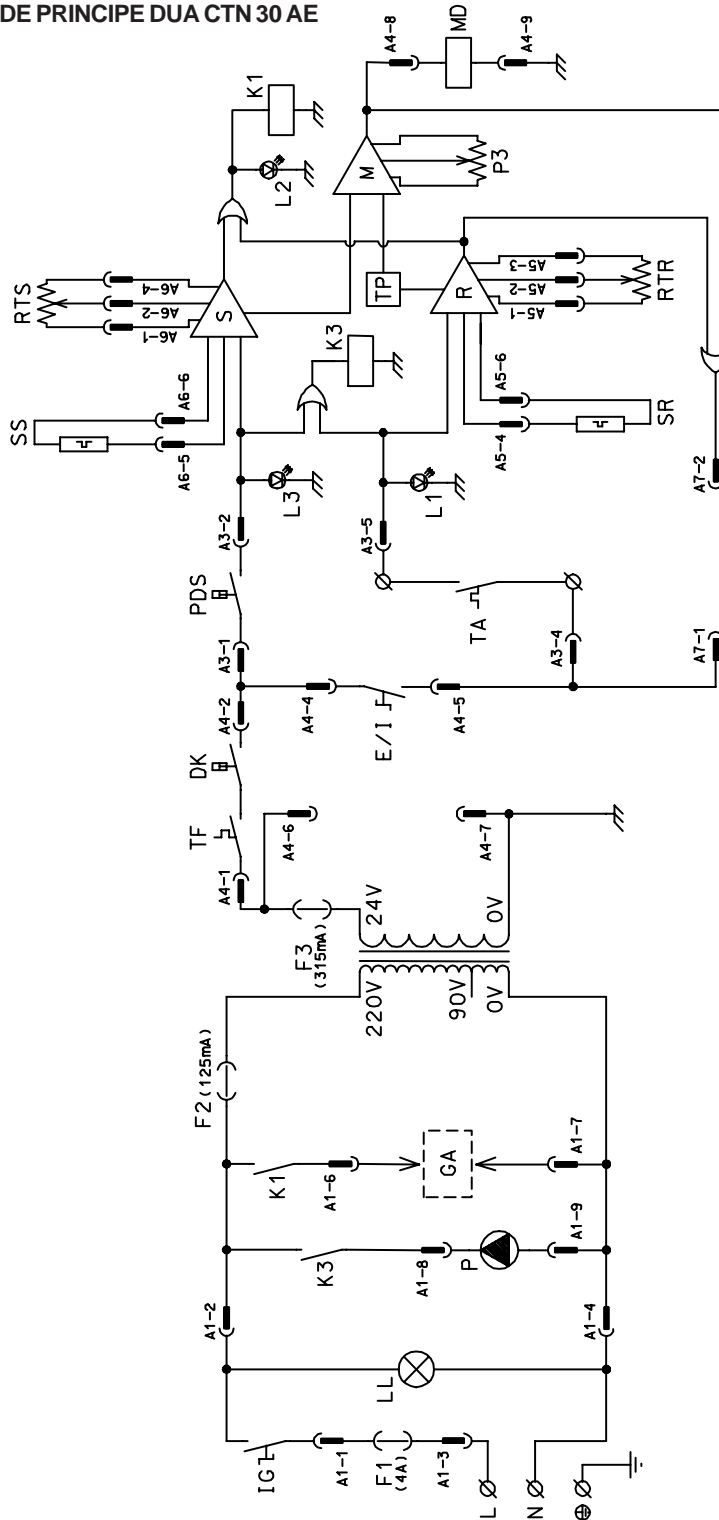 DE PRINCIPE DUA CTN 30 AE
K1
L2
MD
A4-8
A4-9
M
P3
RTS
A6-4
A6-2
A6-1
S
TP
R
A5-3
A5-2
A5-1
RTR
SS
A6-6
A6-5
K3
A5-6
A5-4
SR
L3
L1
A3-2
A3-5
A7-2
PDS
TA
A3-1
A3-4
A7-1
A4-2
A4-4
E/I
A4-5
DK
TF
A4-6
A4-7
A4-1
F3
(315mA)
24V
0V
220V
90V
0V
F2 (125mA)
K1
A1-6
GA
A1-7
K3
A1-8
P
A1-9
A1-2
A1-4
LL
IG
A1-1
F1
(4A)
A1-3
L
N